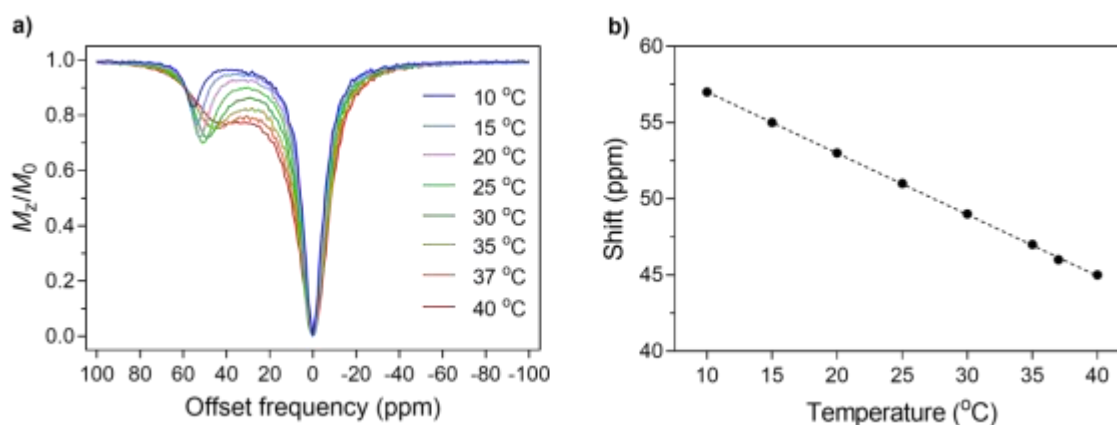 a)
1.0
0.8
0.6
0.4
0.2
0.0
M_z/M_0
100 80 60 40 20 0 -20 -40 -60 -80 -100
Offset frequency (ppm)
10 °C
15 °C
20 °C
25 °C
30 °C
35 °C
37 °C
40 °C
b)
60
55
50
45
40
Shift (ppm)
10 15 20 25 30 35 40
Temperature (°C)